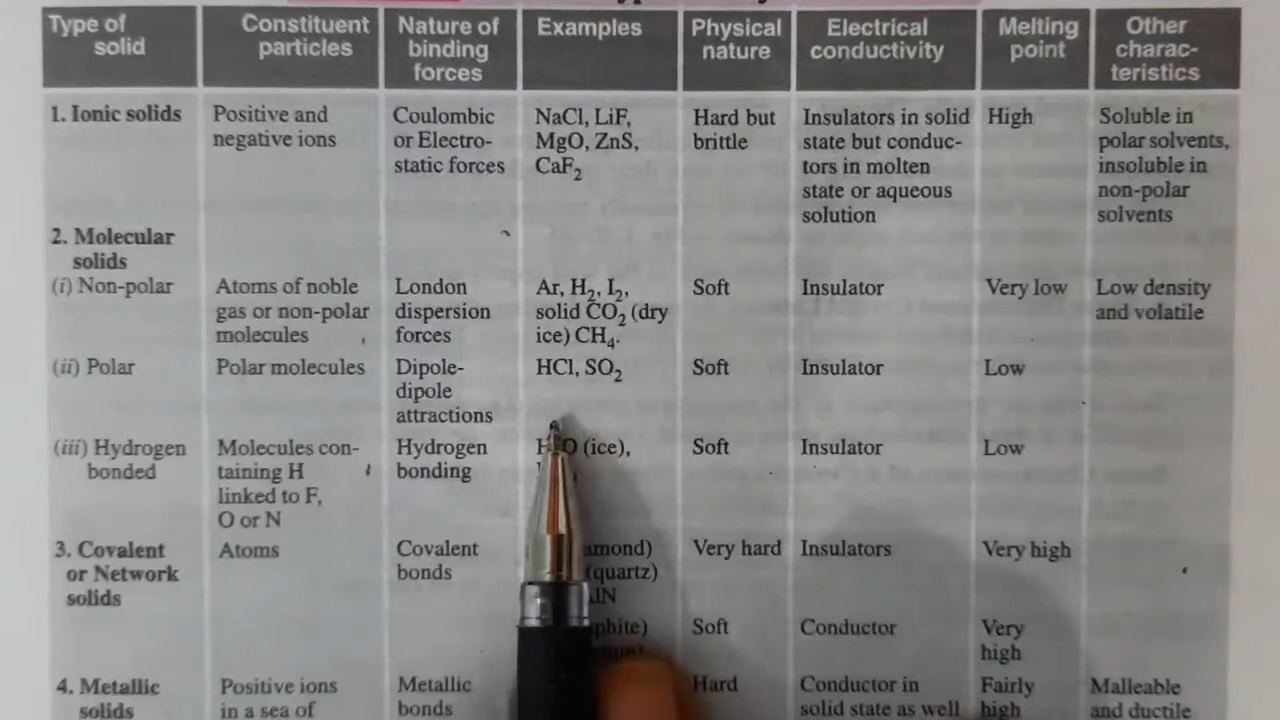 Type of solid
Constituent particles
Nature of binding forces
Examples
Physical nature
Electrical conductivity
Melting point
Other charac-
teristics
1. Ionic solids
Positive and
negative ions
Coulombic
or Electro-
static forces
NaCl, LiF,
MgO, ZnS,
CaF₂
Hard but
brittle
Insulators in solid
state but conduc-
tors in molten
state or aqueous
solution
High
Soluble in
polar solvents,
insoluble in
non-polar
solvents
2. Molecular
solids
(i) Non-polar
Atoms of noble
gas or non-polar
molecules
London
dispersion
forces
Ar, H₂, I₂,
solid CO₂ (dry
ice) CH₄.
Soft
Insulator
Very low
Low density
and volatile
(ii) Polar
Polar molecules
Dipole-
dipole
attractions
HCl, SO₂
Soft
Insulator
Low
(iii) Hydrogen
bonded
Molecules con-
taining H
linked to F,
O or N
Hydrogen
bonding
(ice),
Soft
Insulator
Low
3. Covalent
or Network
solids
Atoms
Covalent
bonds
(quartz)
Very hard
Insulators
Very high
Soft
Conductor
Very
high
4. Metallic
solids
Positive ions
in a sea of
Metallic
bonds
Hard
Conductor in
solid state as well
Fairly
high
Malleable
and ductile